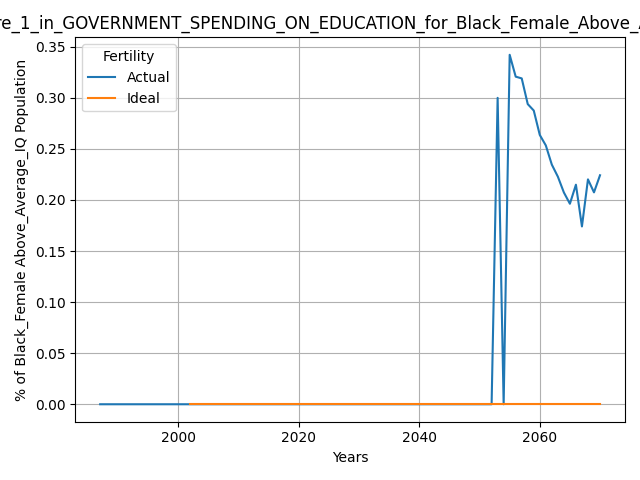 re_1_in_GOVERNMENT_SPENDING_ON_EDUCATION_for_Black_Female_Above_A
0.35
0.30
0.25
0.20
0.15
0.10
0.05
0.00
% of Black_Female Above_Average_IQ Population
Fertility
Actual
Ideal
2000
2020
2040
2060
Years